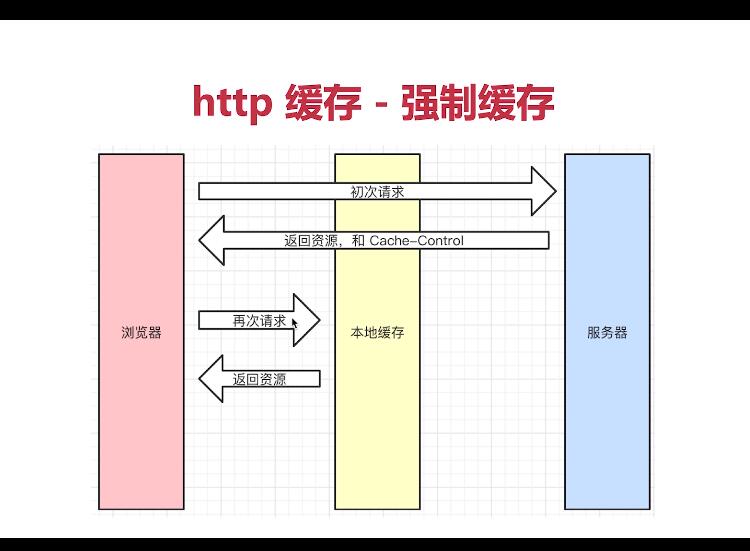 http 缓存 - 强制缓存
初次请求
返回资源，和 Cache-Control
再次请求
浏览器
本地缓存
服务器
返回资源